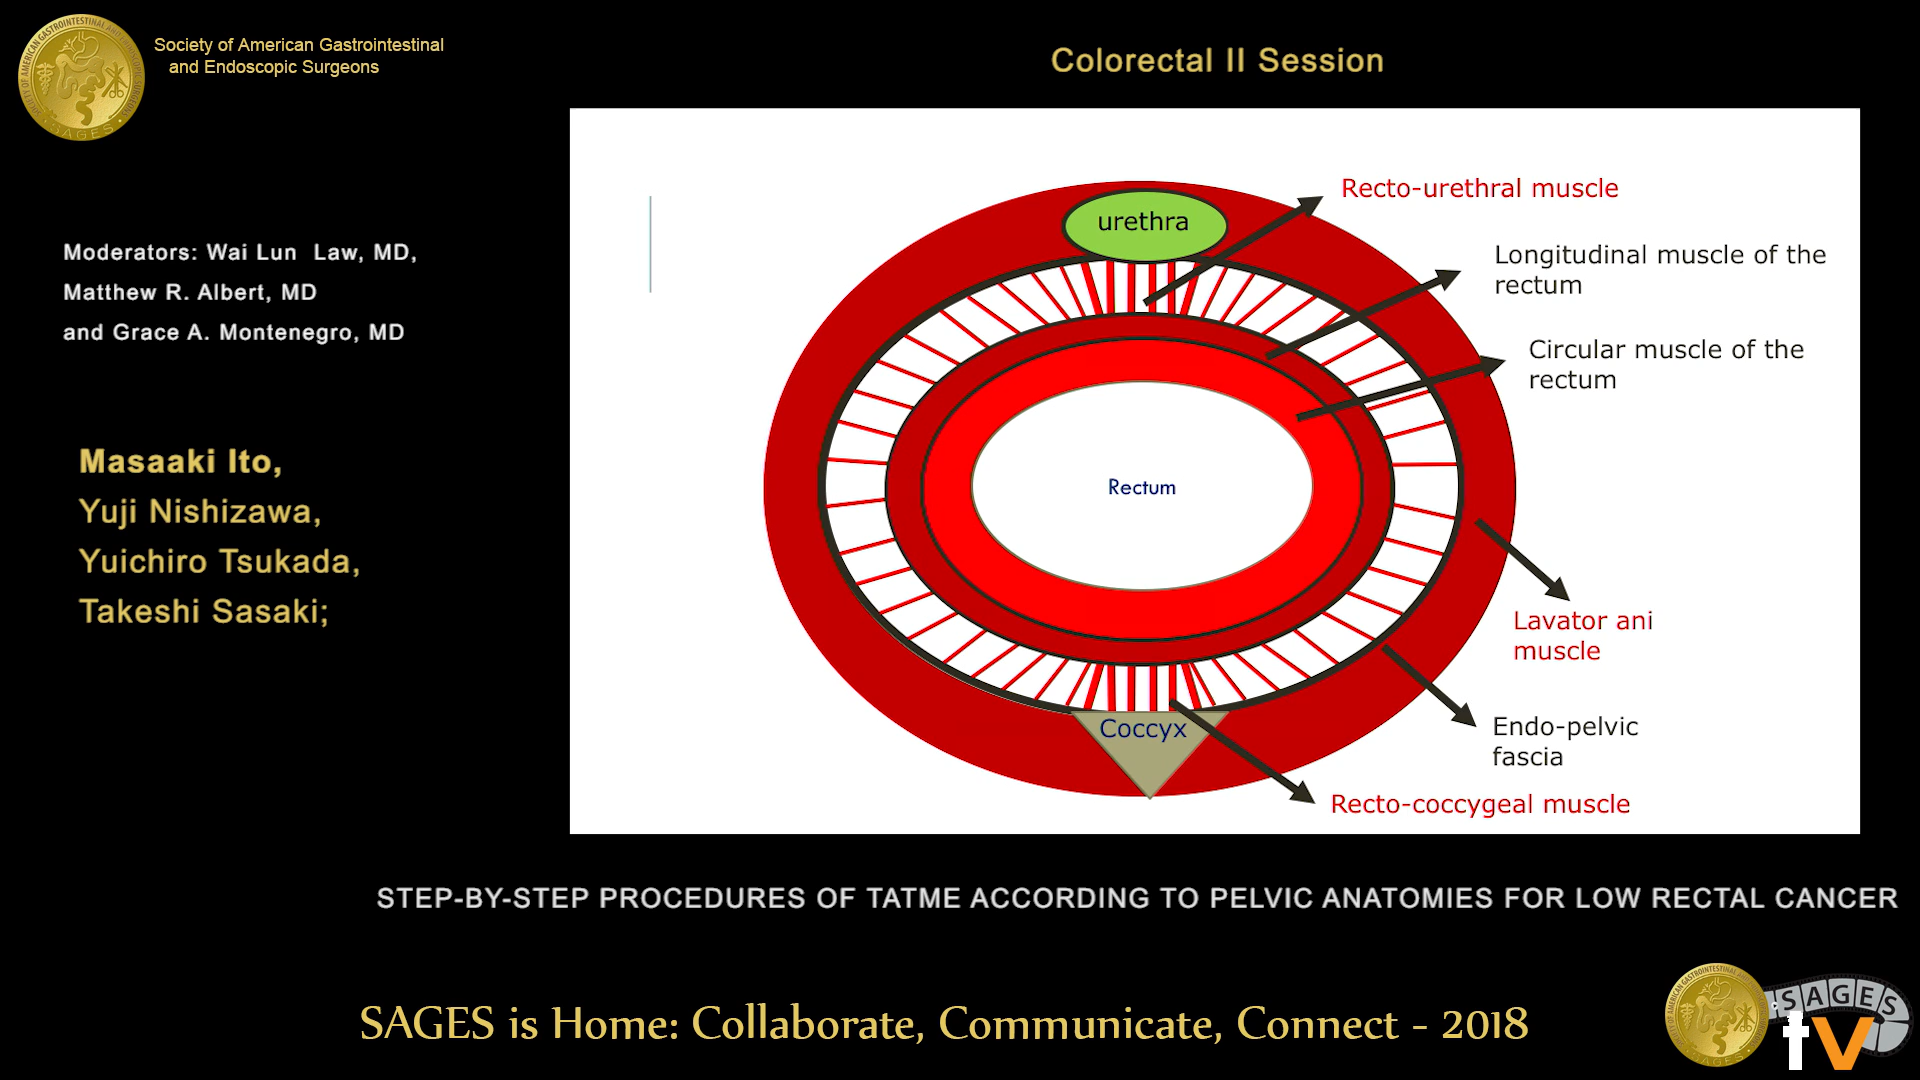 Society of American Gastrointestinal
and Endoscopic Surgeons
Colorectal II Session
Moderators: Wai Lun Law, MD,
Matthew R. Albert, MD
and Grace A. Montenegro, MD
Masaaki Ito,
Yuji Nishizawa,
Yuichiro Tsukada,
Takeshi Sasaki;
urethra
Recto-urethral muscle
Longitudinal muscle of the
rectum
Circular muscle of the
rectum
Rectum
Lavator ani
muscle
Coccyx
Endo-pelvic
fascia
Recto-coccygeal muscle
STEP-BY-STEP PROCEDURES OF TATME ACCORDING TO PELVIC ANATOMIES FOR LOW RECTAL CANCER
SAGES is Home: Collaborate, Communicate, Connect - 2018
SAGES
SAGES
tv